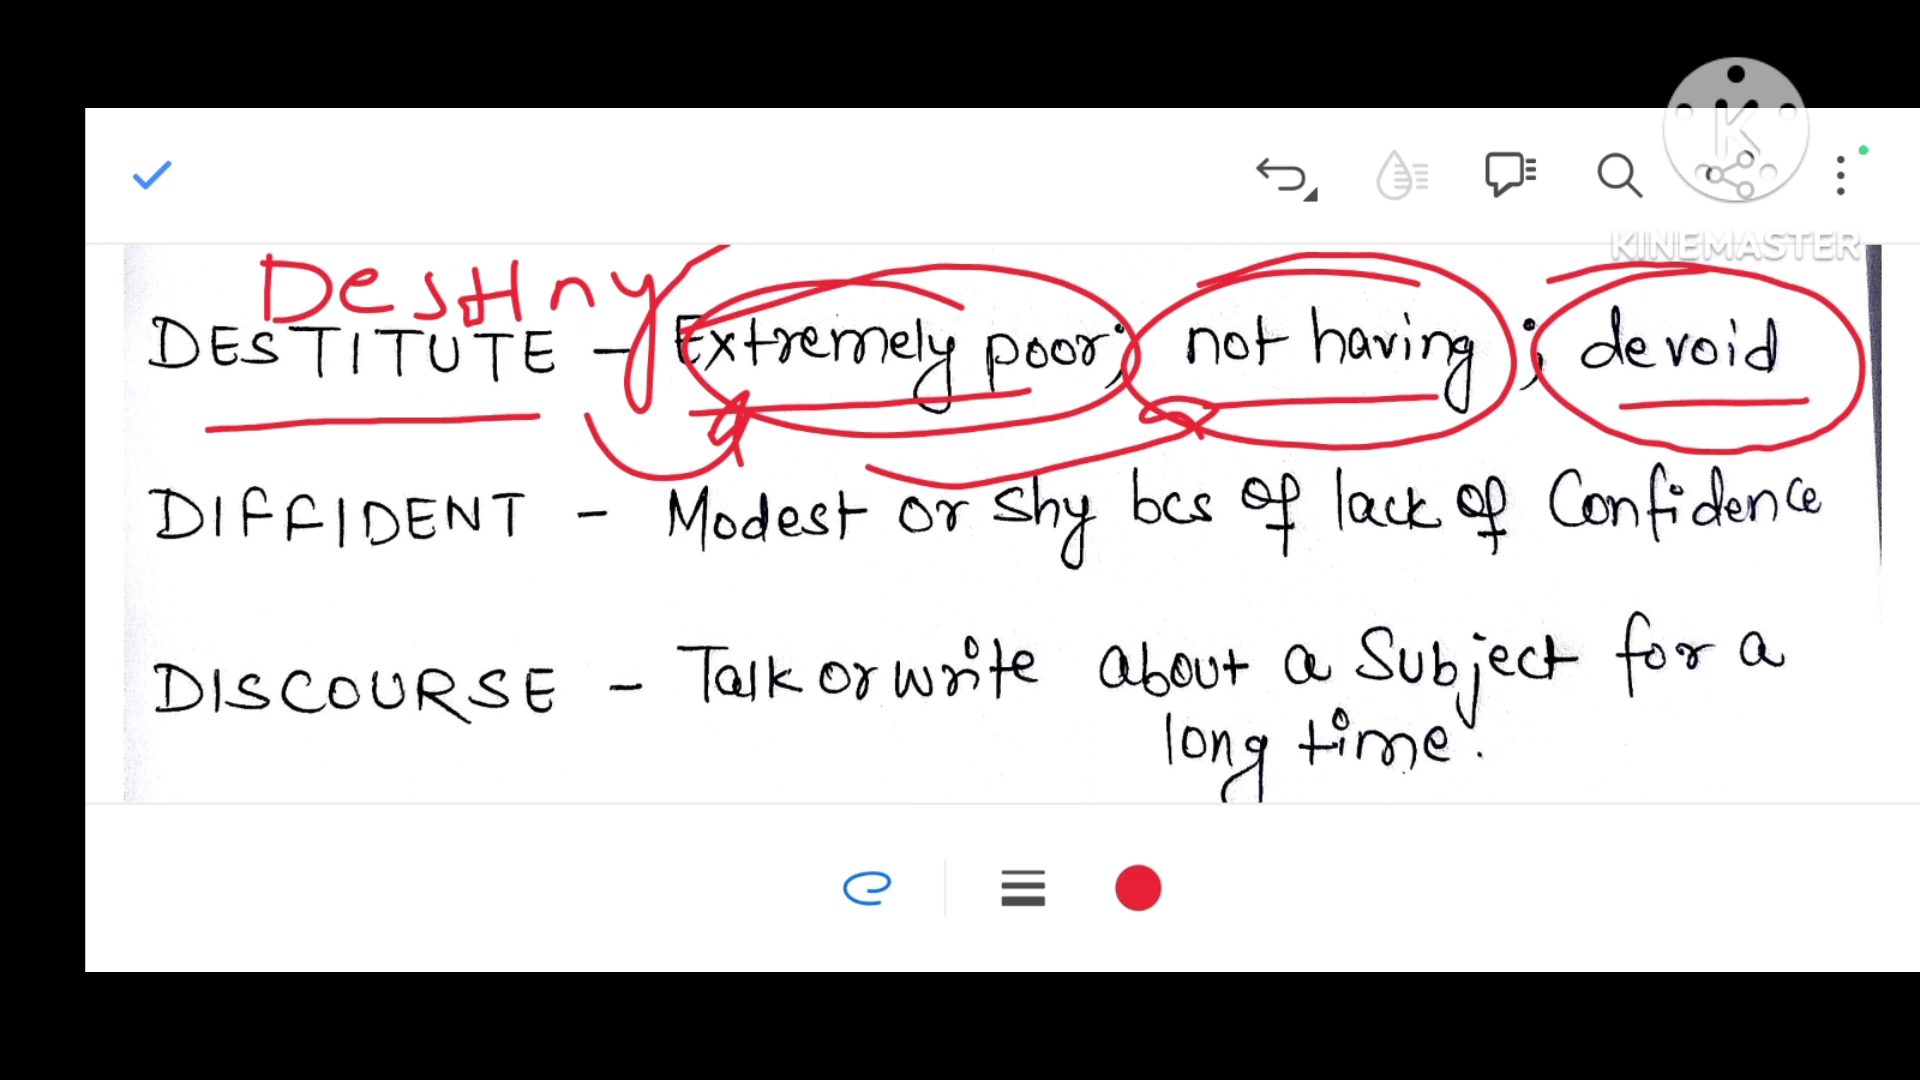 KINEMASTER
Destiny
DESTITUTE - Extremely poor; not having; devoid
DIFFIDENT - Modest or shy bcs of lack of Confidence
DISCOURSE - Talk or write about a Subject for a
long time.